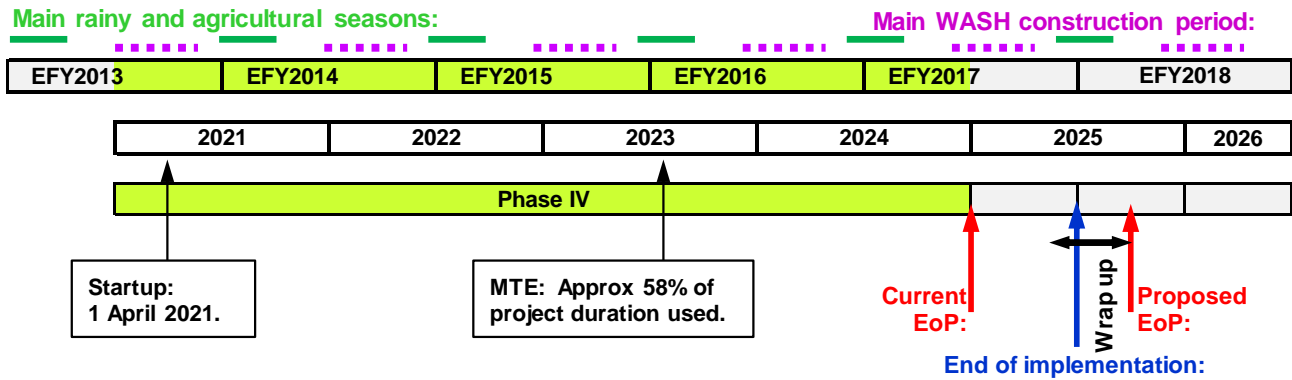 Main rainy and agricultural seasons:
Main WASH construction period:
EFY2013 EFY2014 EFY2015 EFY2016 EFY2017 EFY2018
2021 2022 2023 2024 2025 2026
Phase IV
Startup:
1 April 2021.
MTE: Approx 58% of
project duration used.
Current
EoP:
Wrap up
Proposed
EoP:
End of implementation: